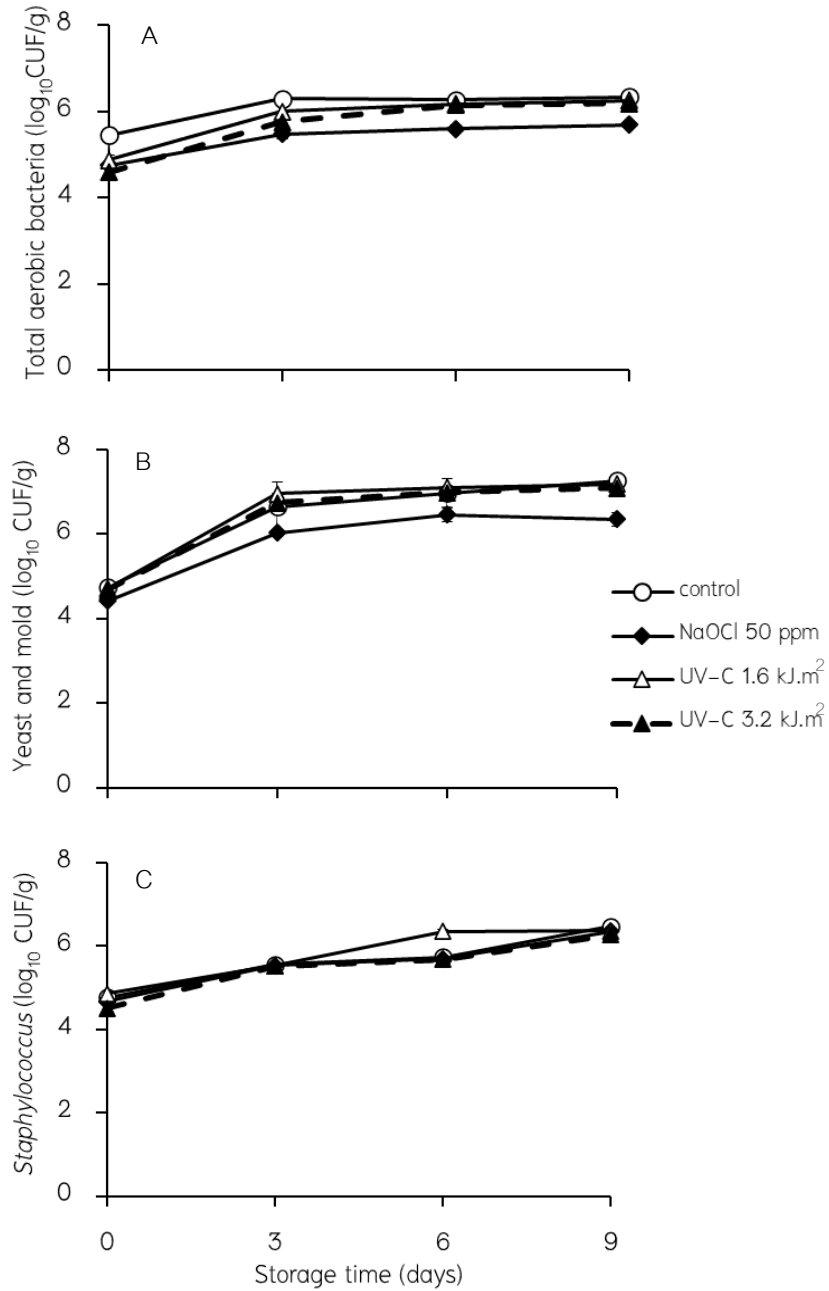 A
8
6
4
2
0
Total aerobic bacteria (log₁₀CUF/g)
B
8
6
4
2
0
Yeast and mold (log₁₀ CUF/g)
control
NaOCl 50 ppm
UV-C 1.6 kJ.m²
UV-C 3.2 kJ.m²
C
8
6
4
2
0
Staphylococcus (log₁₀ CUF/g)
0 3 6 9
Storage time (days)